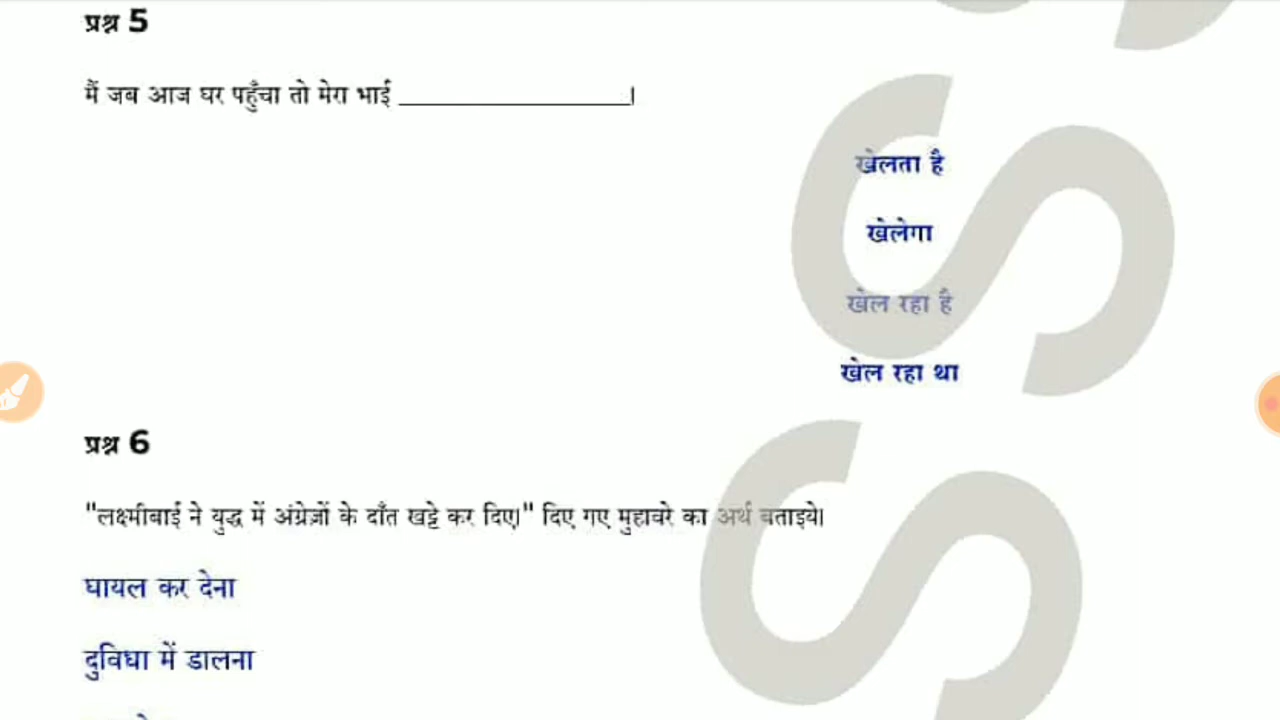 प्रश्न 5
मैं जब आज घर पहुँचा तो मेरा भाई ____________________।
खेलता है
खेलेगा
खेल रहा है
खेल रहा था
प्रश्न 6
"लक्ष्मीबाई ने युद्ध में अंग्रेज़ों के दाँत खट्टे कर दिए।" दिए गए मुहावरे का अर्थ बताइये।
घायल कर देना
दुविधा में डालना